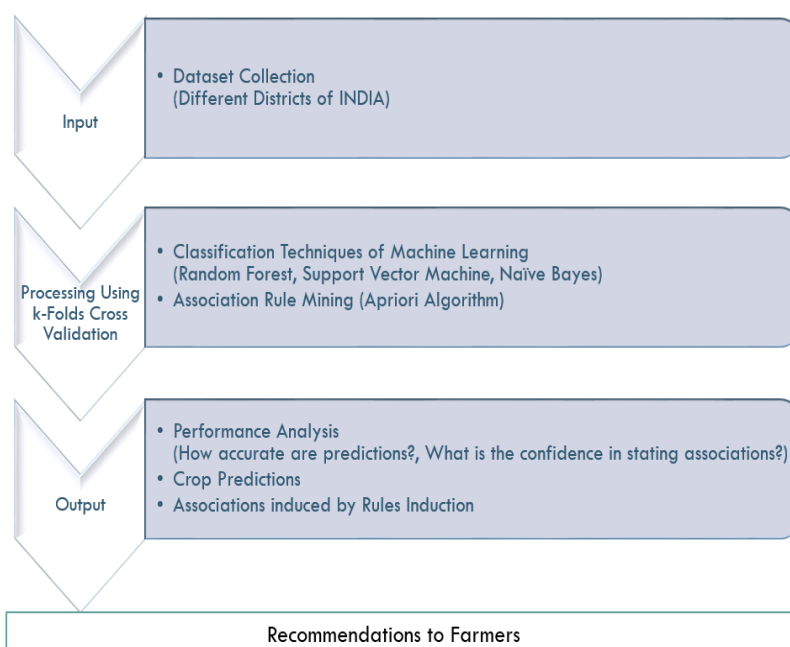 Input
• Dataset Collection
(Different Districts of INDIA)
Processing Using
k-Folds Cross
Validation
• Classification Techniques of Machine Learning
(Random Forest, Support Vector Machine, Naïve Bayes)
• Association Rule Mining (Apriori Algorithm)
Output
• Performance Analysis
(How accurate are predictions?, What is the confidence in stating associations?)
• Crop Predictions
• Associations induced by Rules Induction
Recommendations to Farmers